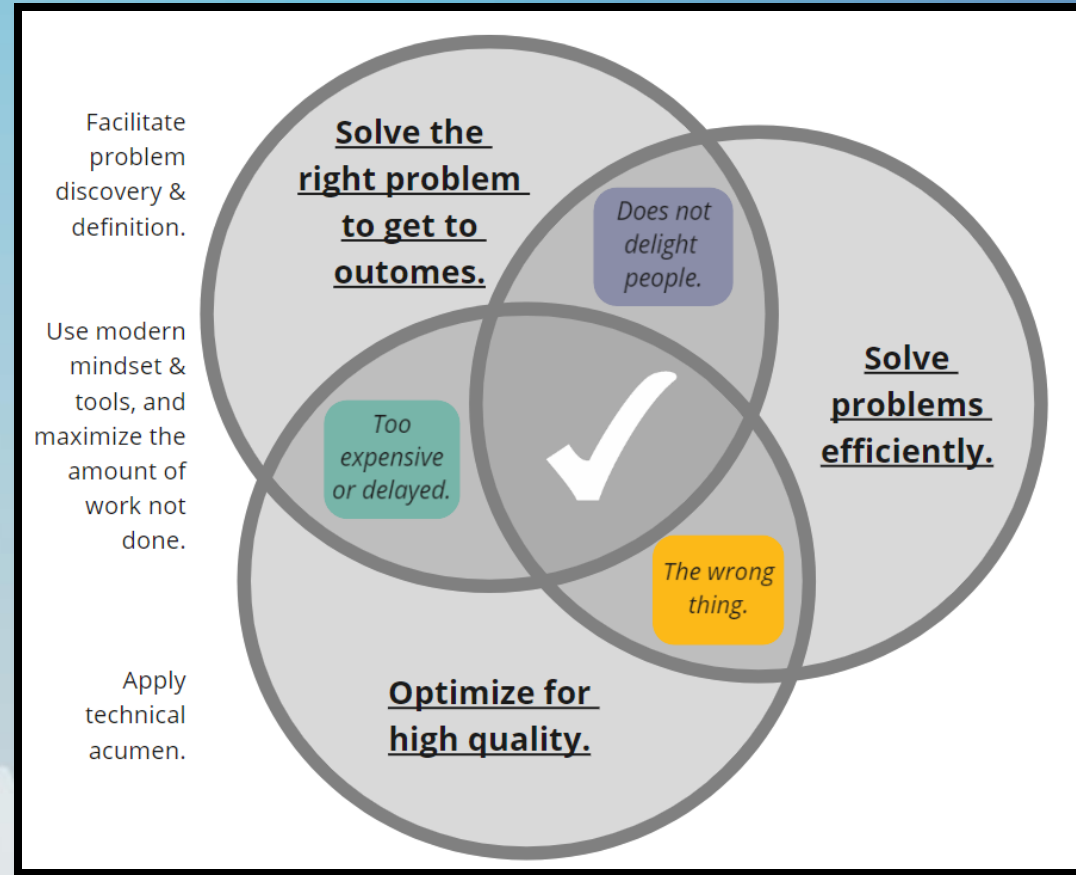 Facilitate
problem
discovery &
definition.
Use modern
mindset &
tools, and
maximize the
amount of
work not
done.
Apply
technical
acumen.
Solve the
right problem
to get to
outomes.
Does not
delight
people.
Solve
problems
efficiently.
Too
expensive
or delayed.
The wrong
thing.
Optimize for
high quality.